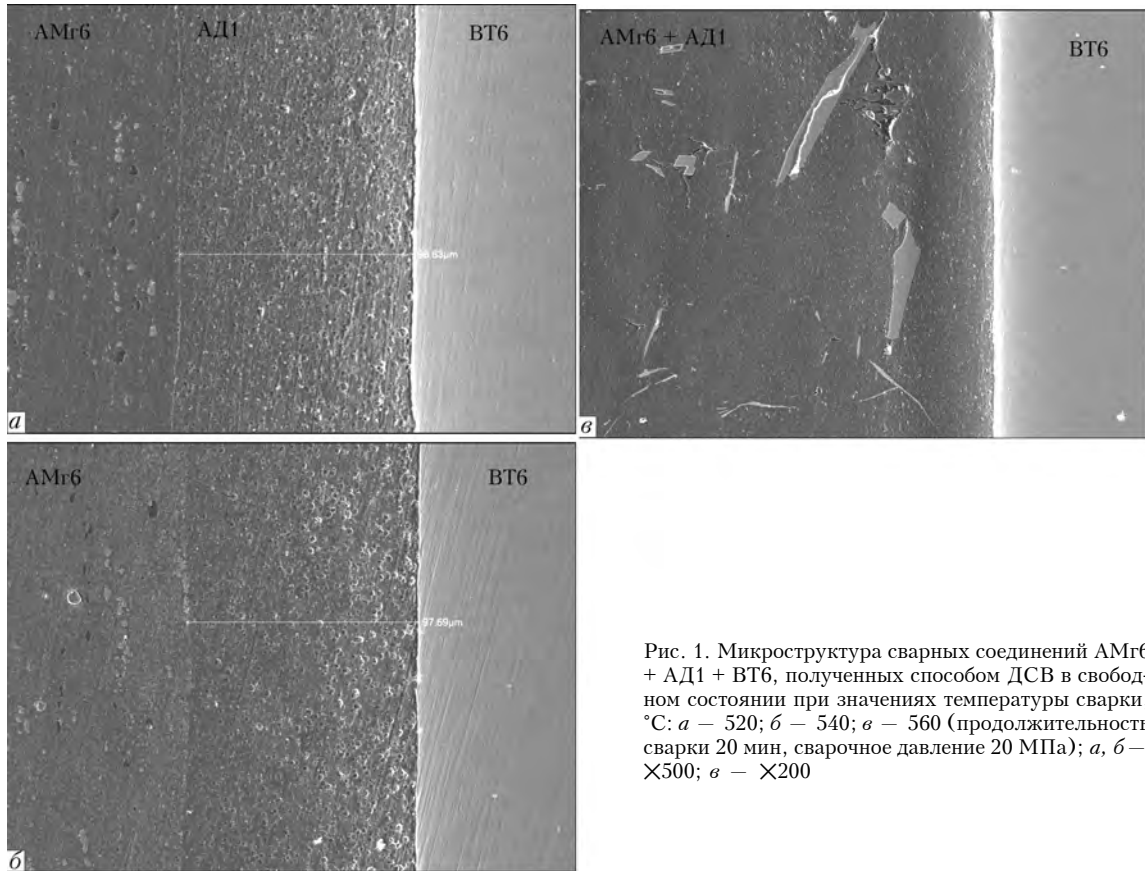 АМг6 АД1 ВТ6
98.63µm
а
АМг6 + АД1 ВТ6
в
АМг6 ВТ6
97.69µm
б
Рис. 1. Микроструктура сварных соединений АМг6
+ АД1 + ВТ6, полученных способом ДСВ в свобод-
ном состоянии при значениях температуры сварки,
°С: а — 520; б — 540; в — 560 (продолжительность
сварки 20 мин, сварочное давление 20 МПа); а, б —
×500; в — ×200